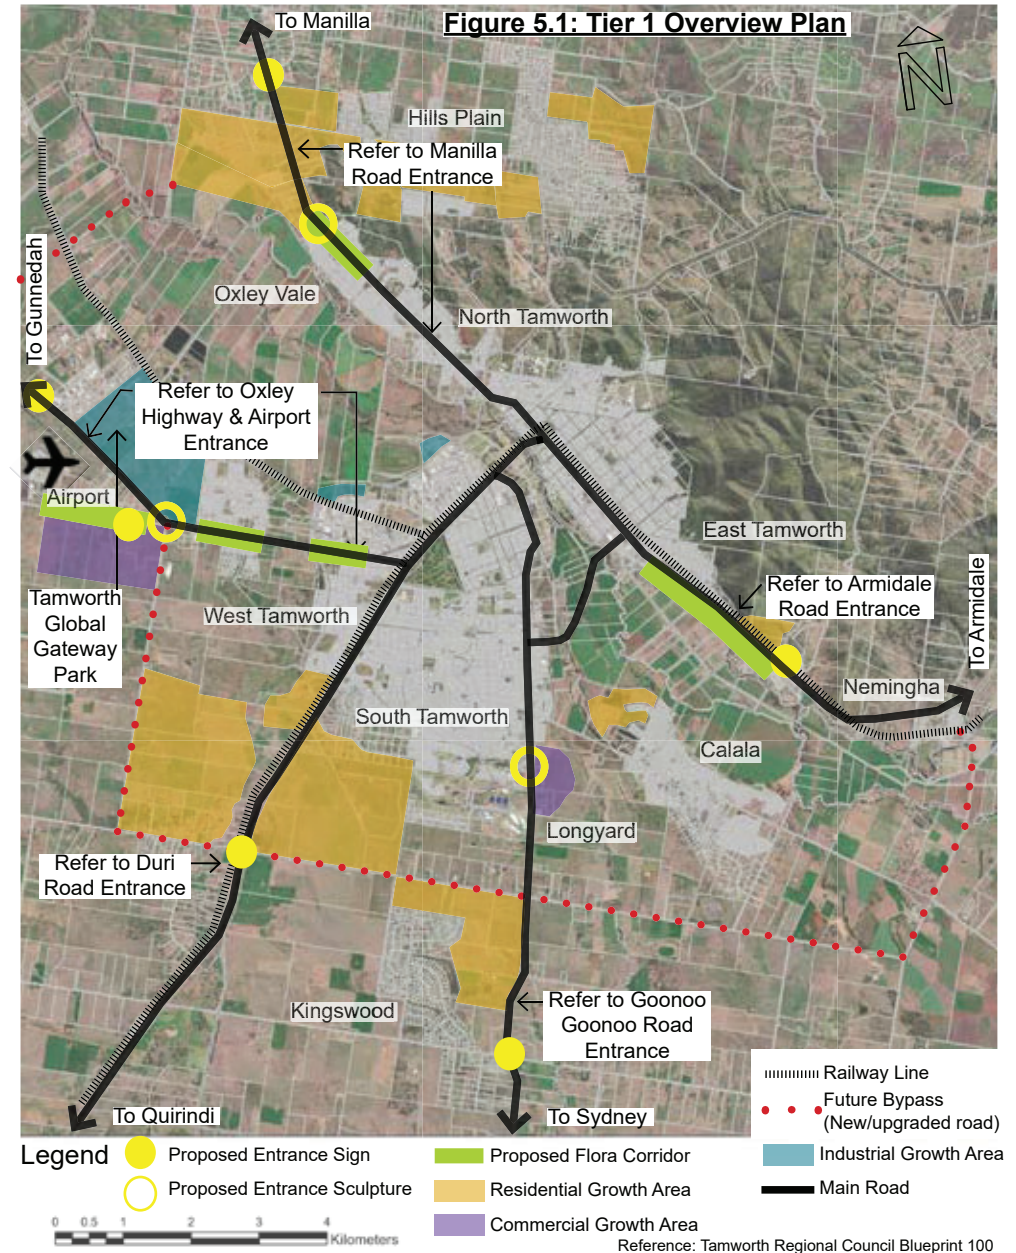 To Manilla
Figure 5.1: Tier 1 Overview Plan
N
Hills Plain
Refer to Manilla
Road Entrance
To Gunnedah
Oxley Vale
North Tamworth
Refer to Oxley
Highway & Airport
Entrance
Airport
East Tamworth
To Armidale
Refer to Armidale
Road Entrance
Tamworth
Global
Gateway
Park
West Tamworth
Nemingha
South Tamworth
Calala
Longyard
Refer to Duri
Road Entrance
Kingswood
Refer to Goonoo
Goonoo Road
Entrance
To Quirindi
To Sydney
Railway Line
Future Bypass
(New/upgraded road)
Industrial Growth Area
Main Road
Legend
Proposed Entrance Sign
Proposed Entrance Sculpture
Proposed Flora Corridor
Residential Growth Area
Commercial Growth Area
0 0.5 1 2 3 4
Kilometers
Reference: Tamworth Regional Council Blueprint 100